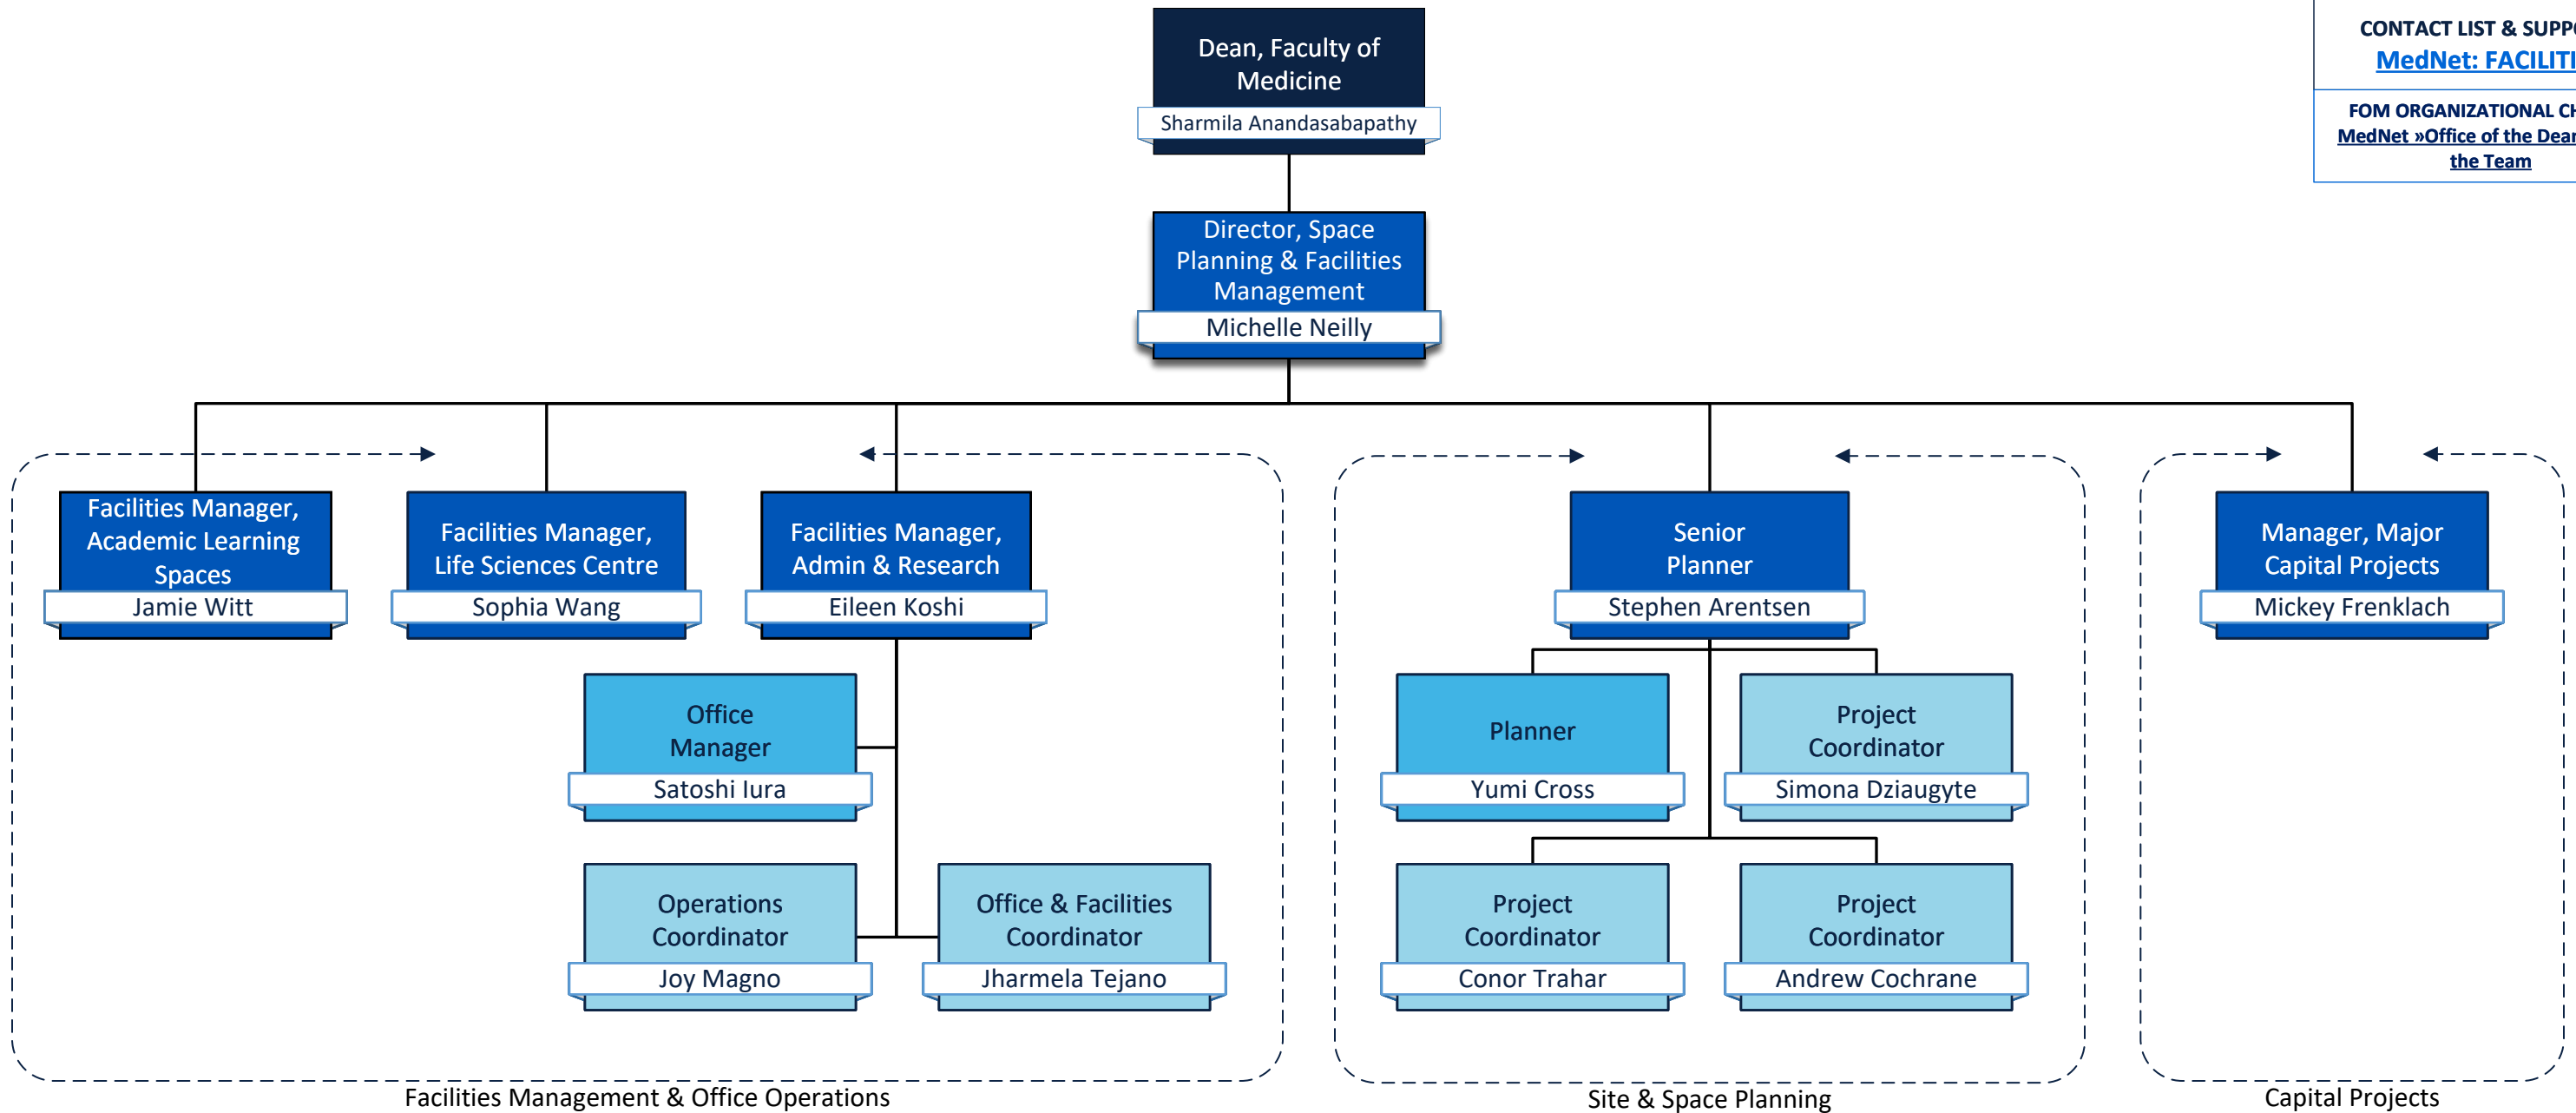 CONTACT LIST &
MedNet:
FOM ORGANIZATIONAL
MedNet »Office of the
the Team
Dean, Faculty of
Medicine
Sharmila Anandasabapathy
Director, Space
Planning & Facilities
Management
Michelle Neilly
Facilities Manager,
Academic Learning
Spaces
Jamie Witt
Facilities Manager,
Life Sciences Centre
Sophia Wang
Facilities Manager,
Admin & Research
Eileen Koshi
Senior
Planner
Stephen Arentsen
Manager, Major
Capital Projects
Mickey Frenklach
Office
Manager
Satoshi Iura
Planner
Yumi Cross
Project
Coordinator
Simona Dziaugyte
Operations
Coordinator
Joy Magno
Office & Facilities
Coordinator
Jharmela Tejano
Project
Coordinator
Conor Trahar
Project
Coordinator
Andrew Cochrane
Facilities Management & Office Operations
Site & Space Planning
Capital Projects